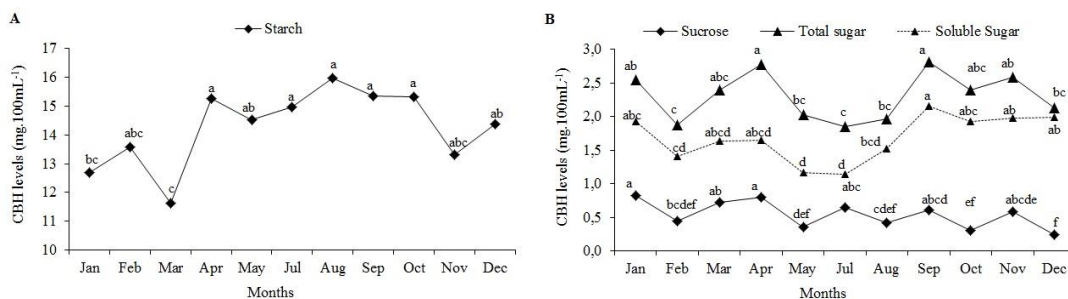 A
Starch
CBH levels (mg.100mL-1)
17
16
15
14
13
12
11
10
bc
abc
c
a
ab
a
a
a
a
abc
ab
Jan Feb Mar Apr May Jul Aug Sep Oct Nov Dec
Months
B
Sucrose Total sugar Soluble Sugar
CBH levels (mg.100mL-1)
3,0
2,5
2,0
1,5
1,0
0,5
0,0
ab c abc a bc c bc a abc ab bc
abc cd abcd abcd d d bcd a abc ab ab
a bcdef ab a def abc cdef abcd ef abcde f
Jan Feb Mar Apr May Jul Aug Sep Oct Nov Dec
Months